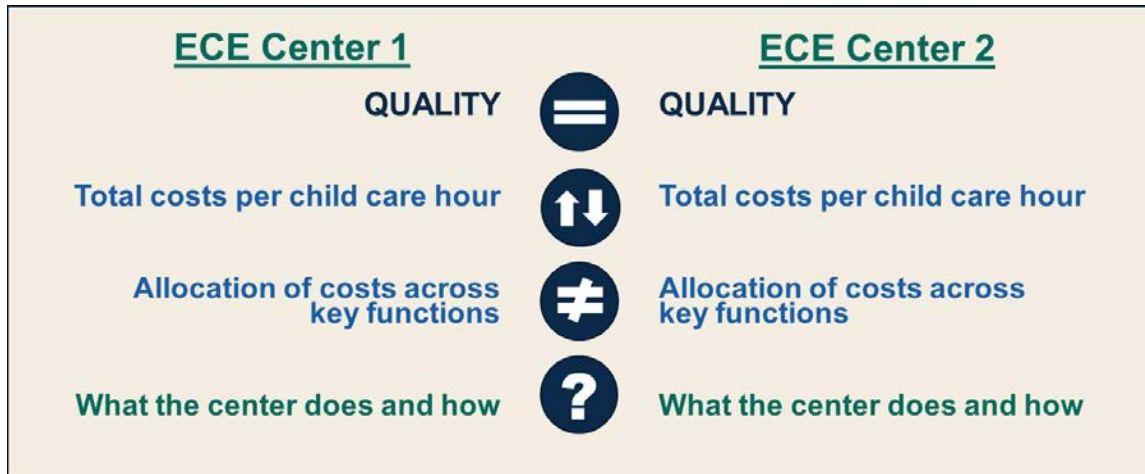 ECE Center 1
ECE Center 2
QUALITY
=
QUALITY
Total costs per child care hour
Total costs per child care hour
Allocation of costs across
key functions
≠
Allocation of costs across
key functions
What the center does and how
?
What the center does and how